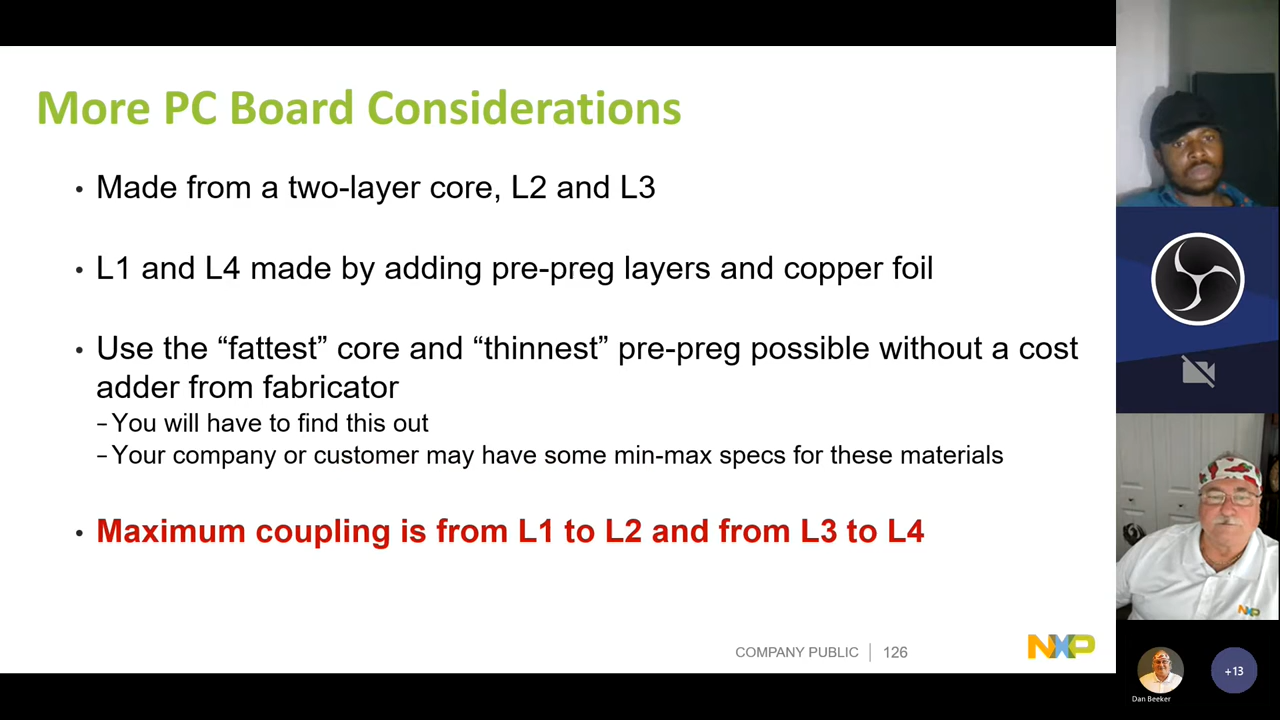 More PC Board Considerations
• Made from a two-layer core, L2 and L3
• L1 and L4 made by adding pre-preg layers and copper foil
• Use the “fattest” core and “thinnest” pre-preg possible without a cost
adder from fabricator
– You will have to find this out
– Your company or customer may have some min-max specs for these materials
• Maximum coupling is from L1 to L2 and from L3 to L4
COMPANY PUBLIC | 126
NXP
NXP
Dan Beeker
+13